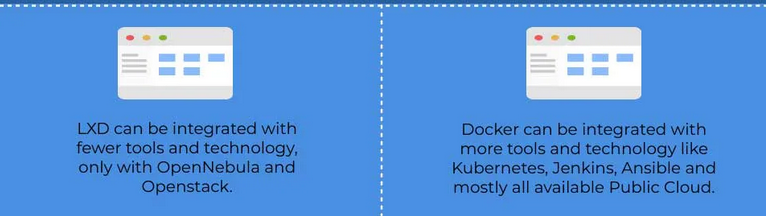 LXD can be integrated with
fewer tools and technology,
only with OpenNebula and
Openstack.
Docker can be integrated with
more tools and technology like
Kubernetes, Jenkins, Ansible and
mostly all available Public Cloud.